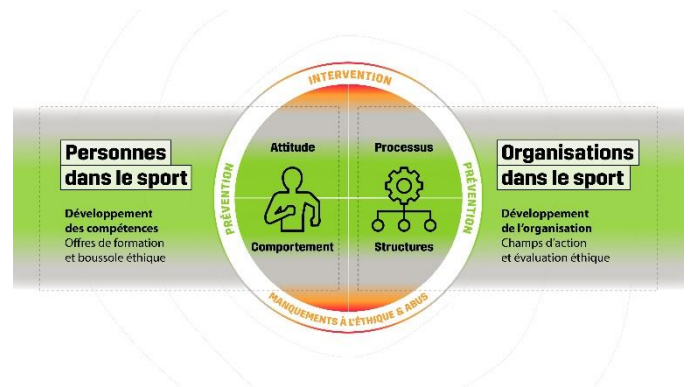 INTERVENTION
Personnes
dans le sport
Développement
des compétences
Offres de formation
et boussole éthique
PRÉVENTION
Attitude
Comportement
Processus
Structures
PRÉVENTION
Organisations
dans le sport
Développement
de l'organisation
Champs d'action
et évaluation éthique
MANQUEMENTS À L'ÉTHIQUE & ABUS